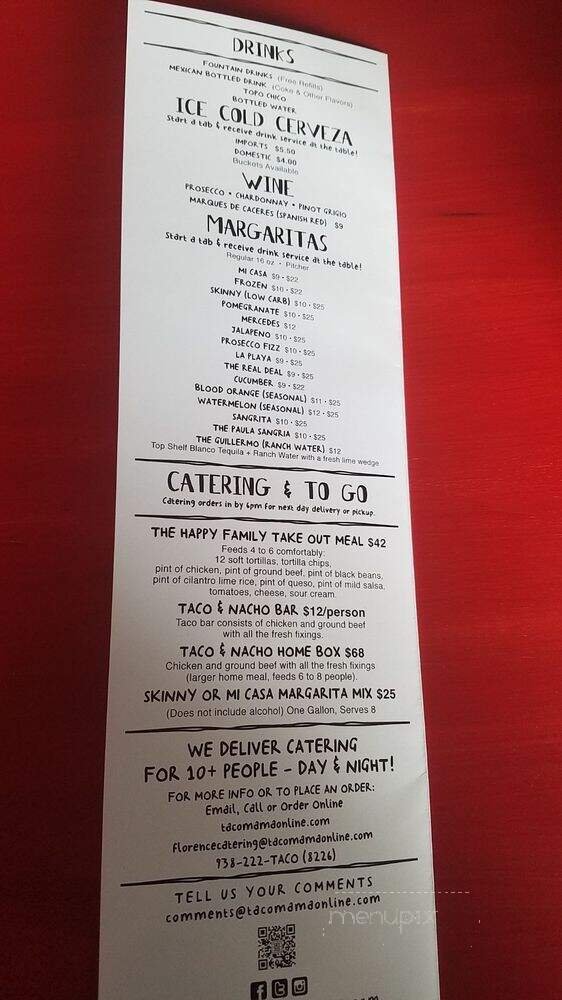 DRINKS
FOUNTAIN DRINKS (Free Refills)
MEXICAN BOTTLED DRINK (Coke & Other Flavors)
TOPO CHICO
BOTTLED WATER
ICE COLD CERVEZA
Start a tab & receive drink service at the table!
IMPORTS $5.50
DOMESTIC $4.00
Buckets Available
WINE
PROSECCO • CHARDONNAY • PINOT GRIGIO
MARQUES DE CACERES (SPANISH RED) $9
MARGARITAS
Start a tab & receive drink service at the table!
Regular 16 oz • Pitcher
MI CASA $9 • $22
FROZEN $10 • $22
SKINNY (LOW CARB) $10 • $25
POMEGRANATE $10 • $25
MERCEDES $12
JALAPENO $10 • $25
PROSECCO FIZZ $10 • $25
LA PLAYA $9 • $25
THE REAL DEAL $9 • $25
CUCUMBER $9 • $22
BLOOD ORANGE (SEASONAL) $11 • $25
WATERMELON (SEASONAL) $12 • $25
SANGRITA $10 • $25
THE PAULA SANGRIA $10 • $25
THE GUILLERMO (RANCH WATER) $12
Top Shelf Blanco Tequila + Ranch Water with a fresh lime wedge
CATERING & TO GO
Catering orders in by 6pm for next day delivery or pickup.
THE HAPPY FAMILY TAKE OUT MEAL $42
Feeds 4 to 6 comfortably:
12 soft tortillas, tortilla chips,
pint of chicken, pint of ground beef, pint of black beans,
pint of cilantro lime rice, pint of queso, pint of mild salsa,
tomatoes, cheese, sour cream.
TACO & NACHO BAR $12/person
Taco bar consists of chicken and ground beef
with all the fresh fixings.
TACO & NACHO HOME BOX $68
Chicken and ground beef with all the fresh fixings
(larger home meal, feeds 6 to 8 people).
SKINNY OR MI CASA MARGARITA MIX $25
(Does not include alcohol) One Gallon, Serves 8
WE DELIVER CATERING
FOR 10+ PEOPLE - DAY & NIGHT!
FOR MORE INFO OR TO PLACE AN ORDER:
Email, Call or Order Online
tacomamaonline.com
florencecatering@tacomamaonline.com
938-222-TACO (8226)
TELL US YOUR COMMENTS
comments@tacomamaonline.com
menupix